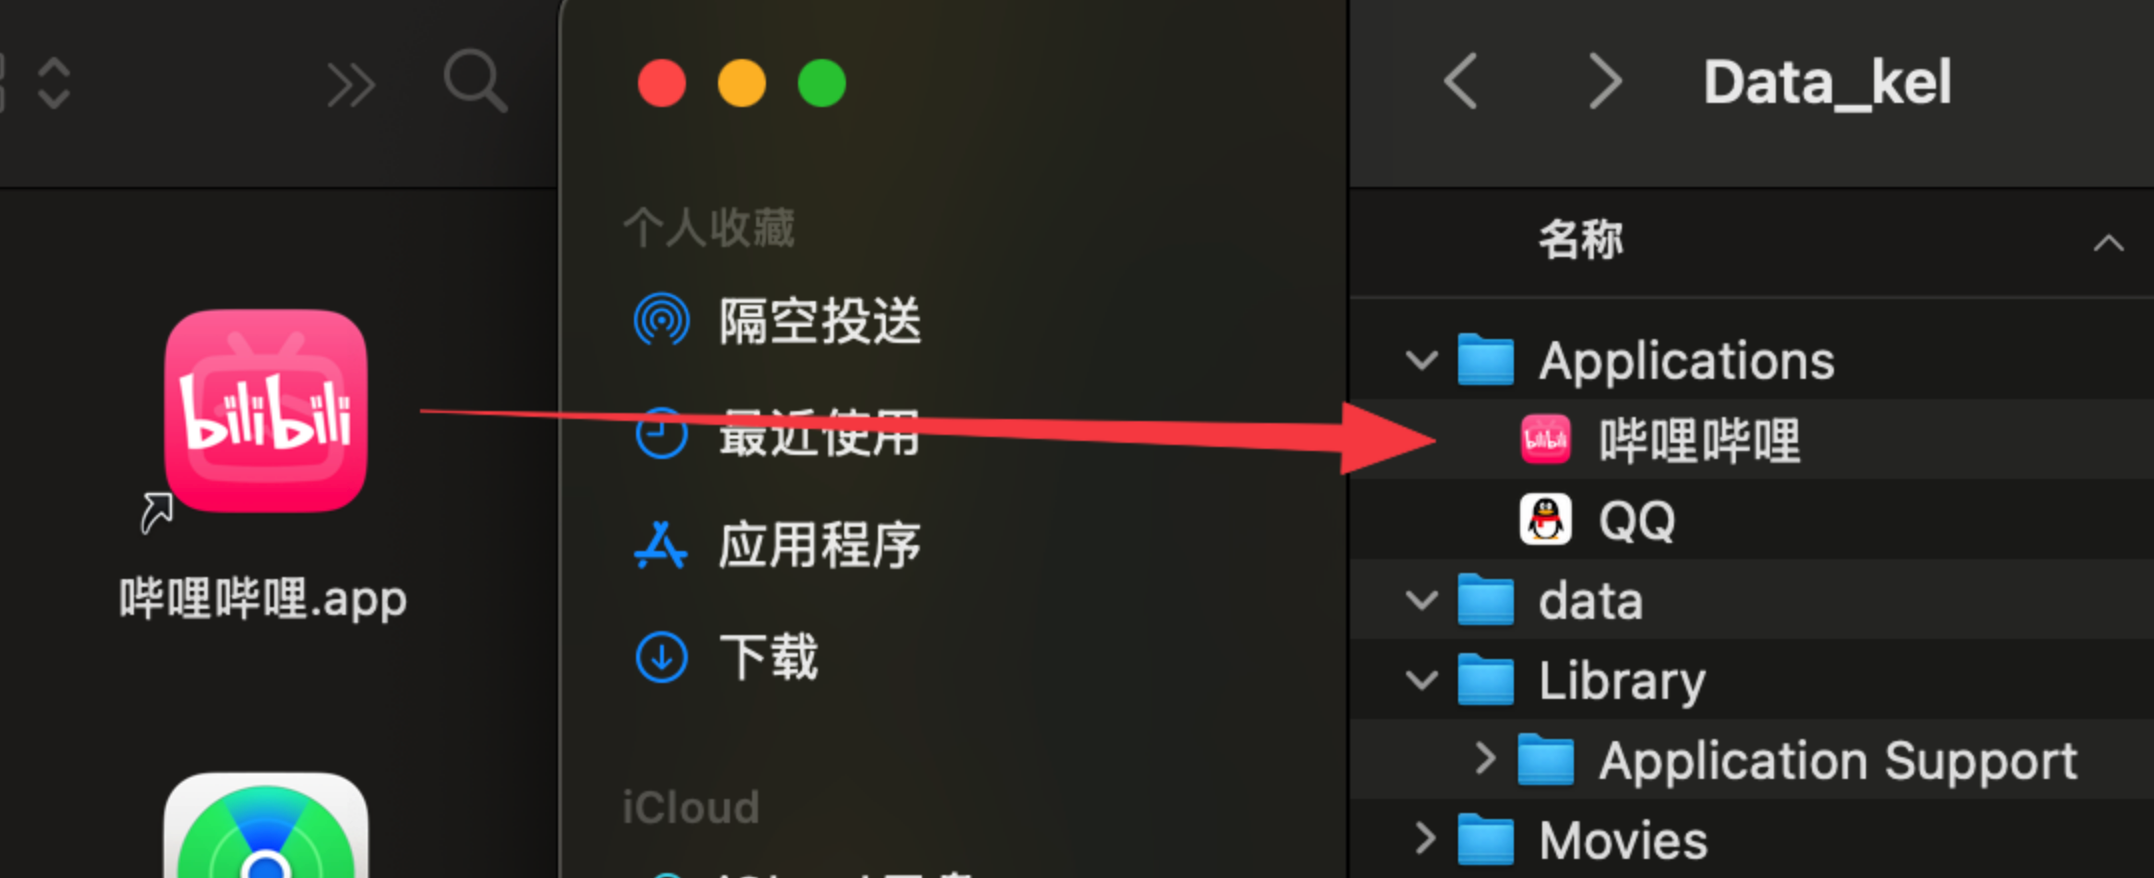 bilibili
哔哩哔哩.app
个人收藏
隔空投送
最近使用
应用程序
下载
iCloud
Data_kel
名称
Applications
bilibili
哔哩哔哩
QQ
data
Library
Application Support
Movies